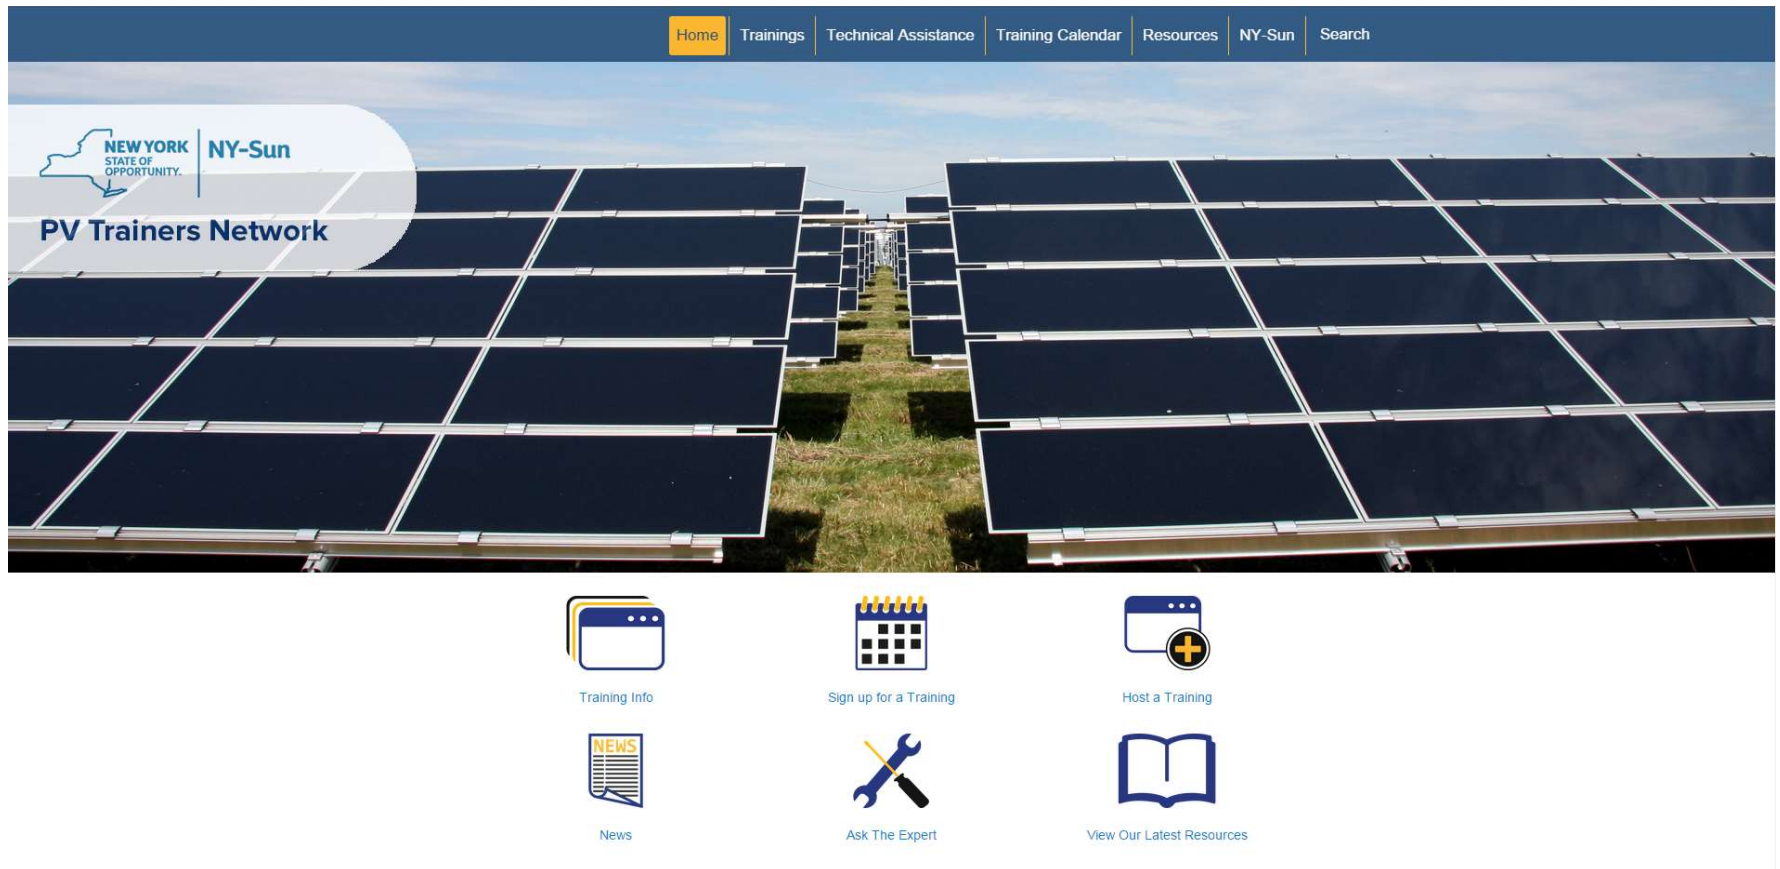 Home Trainings Technical Assistance Training Calendar Resources NY-Sun Search
NEW YORK
STATE OF
OPPORTUNITY.
NY-Sun
PV Trainers Network
Training Info
Sign up for a Training
Host a Training
NEWS
News
Ask The Expert
View Our Latest Resources